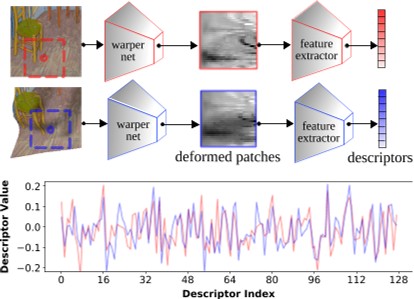 warper
net
feature
extractor
warper
net
feature
extractor
deformed patches
descriptors
Descriptor Value
0.2
0.1
0.0
−0.1
−0.2
0 16 32 48 64 80 96 112 128
Descriptor Index